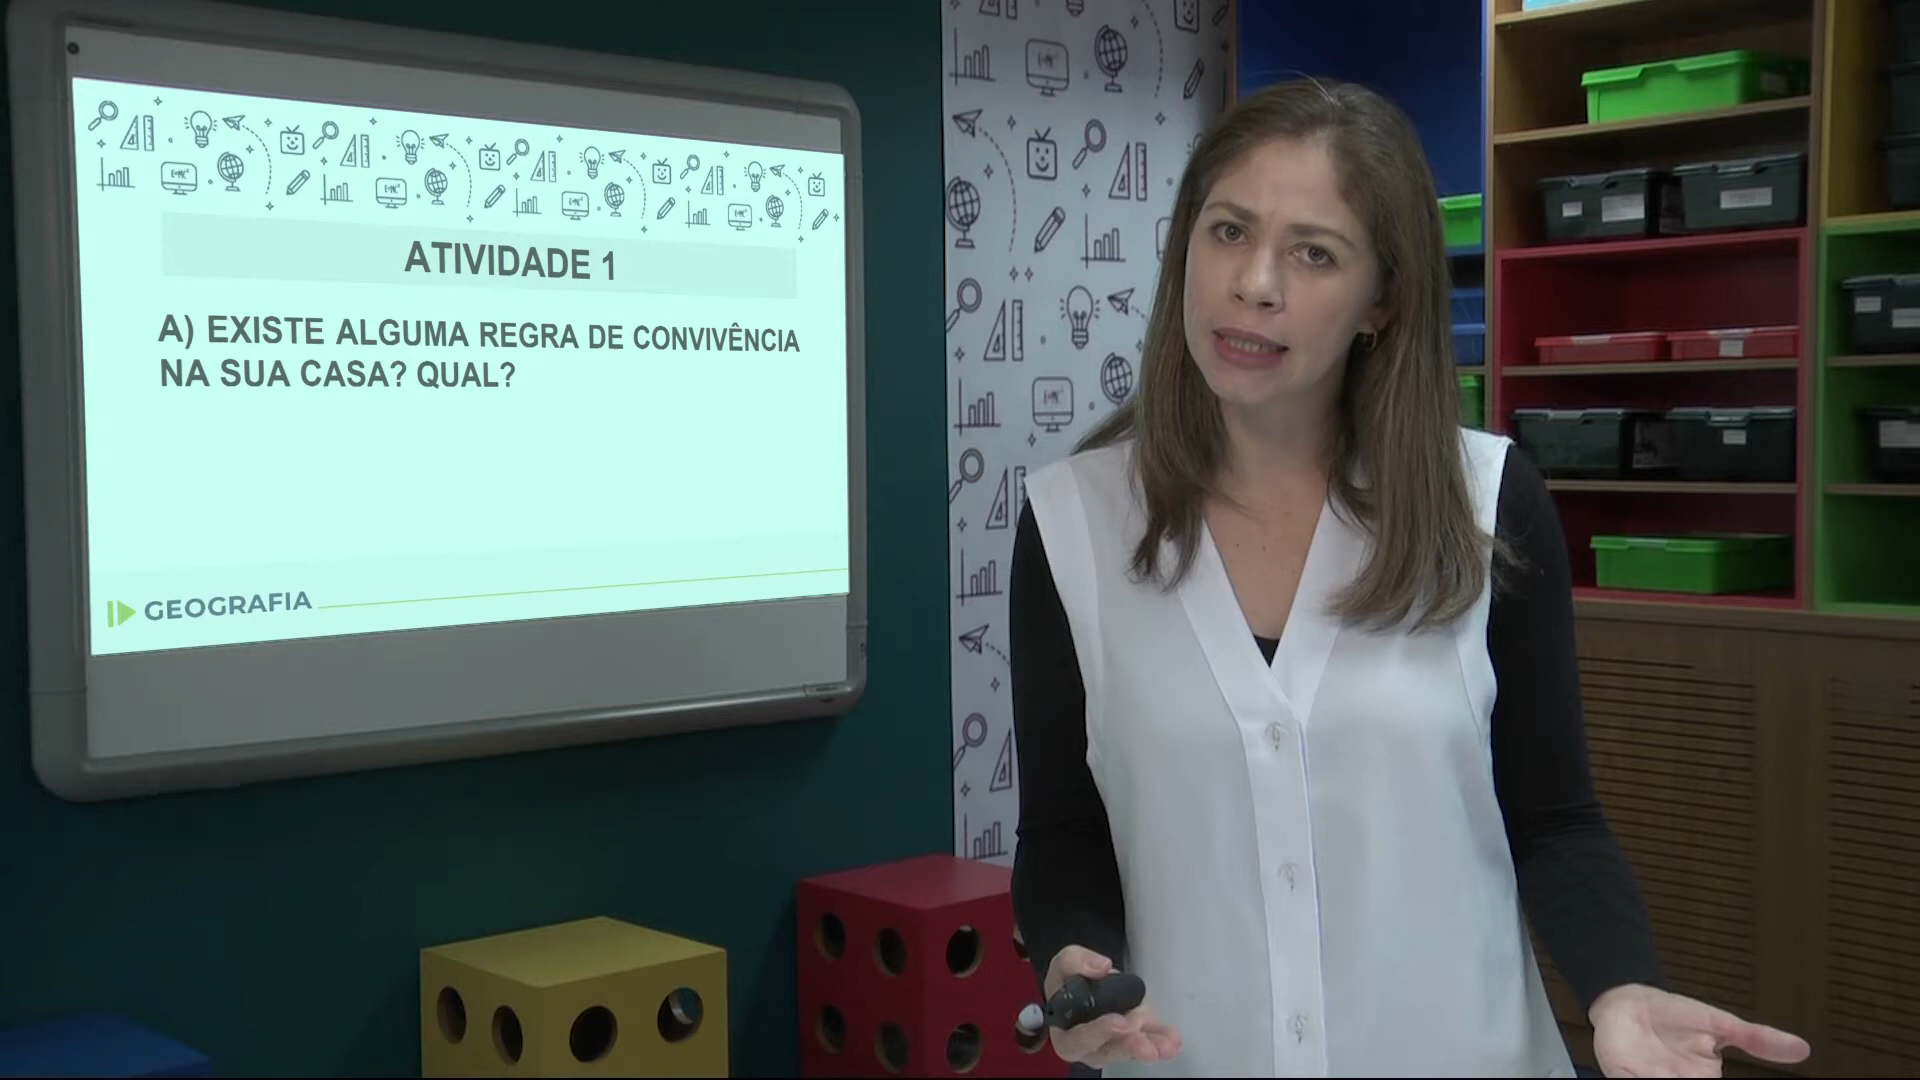 ATIVIDADE 1
A) EXISTE ALGUMA REGRA DE CONVIVÊNCIA
NA SUA CASA? QUAL?
GEOGRAFIA